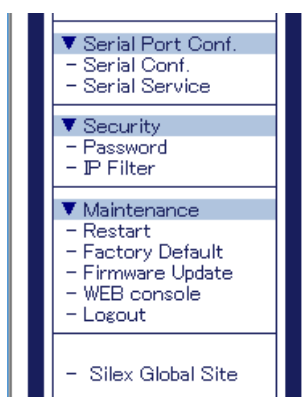 ▼ Serial Port Conf.
- Serial Conf.
- Serial Service
▼ Security
- Password
- IP Filter
▼ Maintenance
- Restart
- Factory Default
- Firmware Update
- WEB console
- Logout
- Silex Global Site